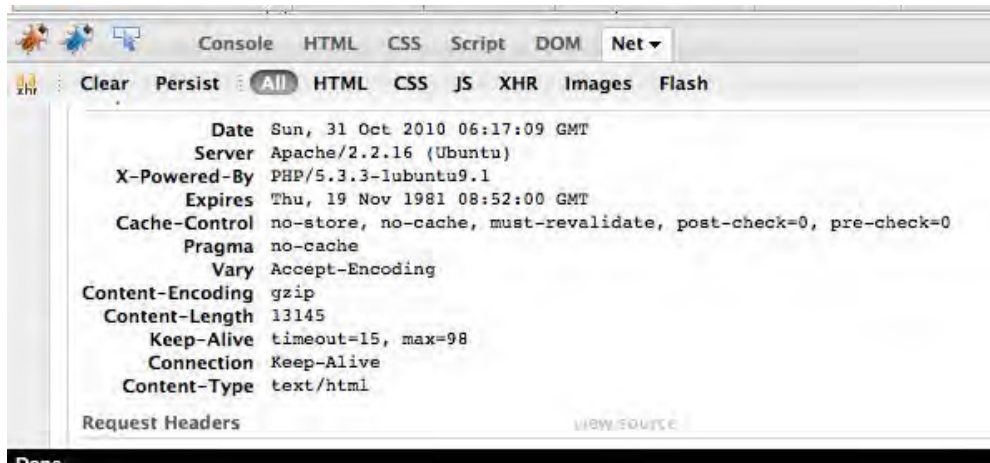 Console HTML CSS Script DOM Net
Clear Persist All HTML CSS JS XHR Images Flash
Date Sun, 31 Oct 2010 06:17:09 GMT
Server Apache/2.2.16 (Ubuntu)
X-Powered-By PHP/5.3.3-1ubuntu9.1
Expires Thu, 19 Nov 1981 08:52:00 GMT
Cache-Control no-store, no-cache, must-revalidate, post-check=0, pre-check=0
Pragma no-cache
Vary Accept-Encoding
Content-Encoding gzip
Content-Length 13145
Keep-Alive timeout=15, max=98
Connection Keep-Alive
Content-Type text/html
Request Headers view source